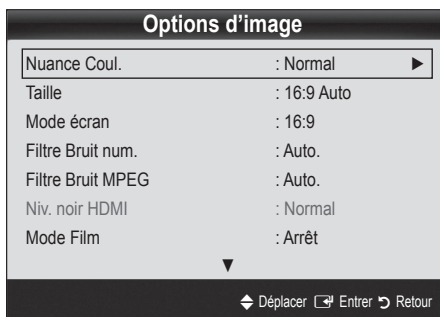 Options d'image
Nuance Coul. : Normal ▶
Taille : 16:9 Auto
Mode écran : 16:9
Filtre Bruit num. : Auto.
Filtre Bruit MPEG : Auto.
Niv. noir HDMI : Normal
Mode Film : Arrêt
▼
Déplacer Entrer Retour